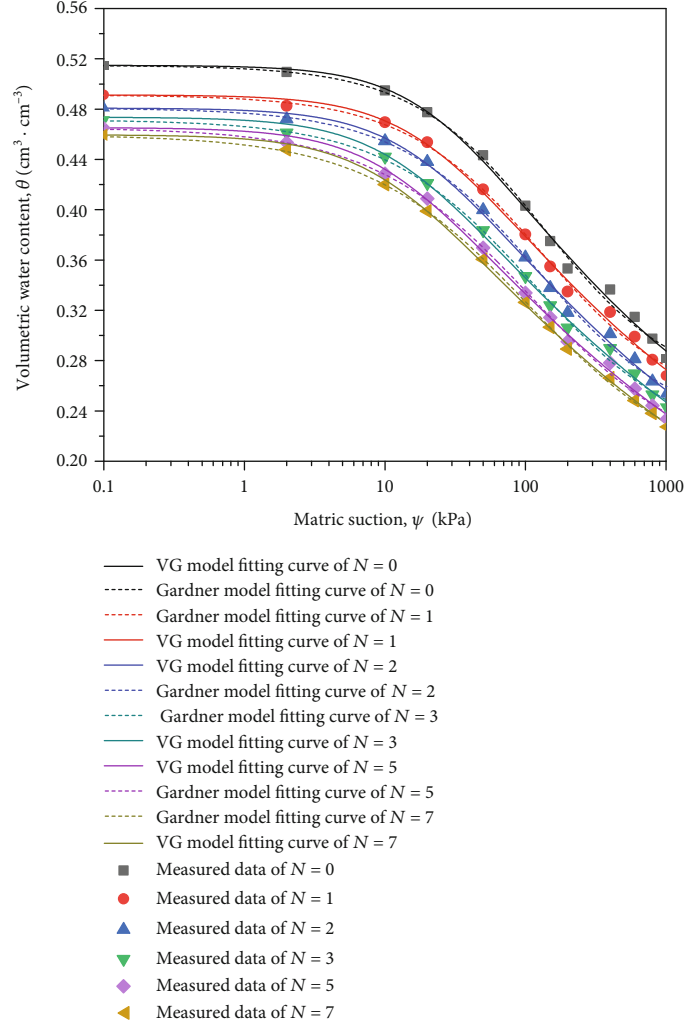 0.56
0.52
0.48
0.44
0.40
0.36
0.32
0.28
0.24
0.20
Volumetric water content, θ (cm³ · cm⁻³)
0.1 1 10 100 1000
Matric suction, ψ (kPa)
VG model fitting curve of N = 0
Gardner model fitting curve of N = 0
Gardner model fitting curve of N = 1
VG model fitting curve of N = 1
VG model fitting curve of N = 2
Gardner model fitting curve of N = 2
Gardner model fitting curve of N = 3
VG model fitting curve of N = 3
VG model fitting curve of N = 5
Gardner model fitting curve of N = 5
Gardner model fitting curve of N = 7
VG model fitting curve of N = 7
Measured data of N = 0
Measured data of N = 1
Measured data of N = 2
Measured data of N = 3
Measured data of N = 5
Measured data of N = 7